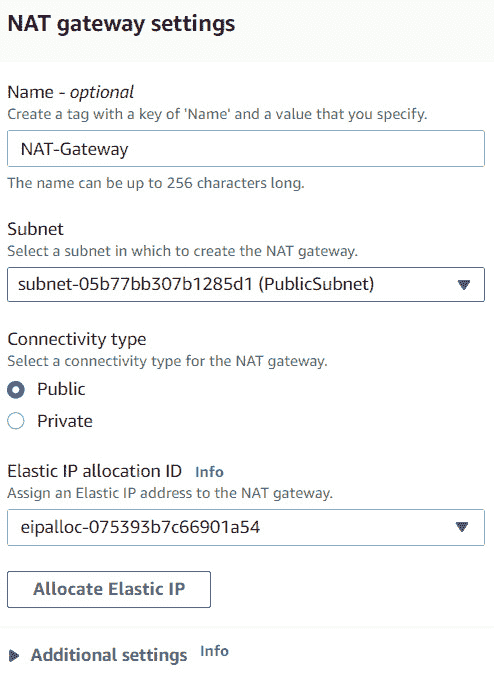 NAT gateway settings
Name - optional
Create a tag with a key of 'Name' and a value that you specify.
NAT-Gateway
The name can be up to 256 characters long.
Subnet
Select a subnet in which to create the NAT gateway.
subnet-05b77bb307b1285d1 (PublicSubnet)
Connectivity type
Select a connectivity type for the NAT gateway.
Public
Private
Elastic IP allocation ID Info
Assign an Elastic IP address to the NAT gateway.
eipalloc-075393b7c66901a54
Allocate Elastic IP
Additional settings Info